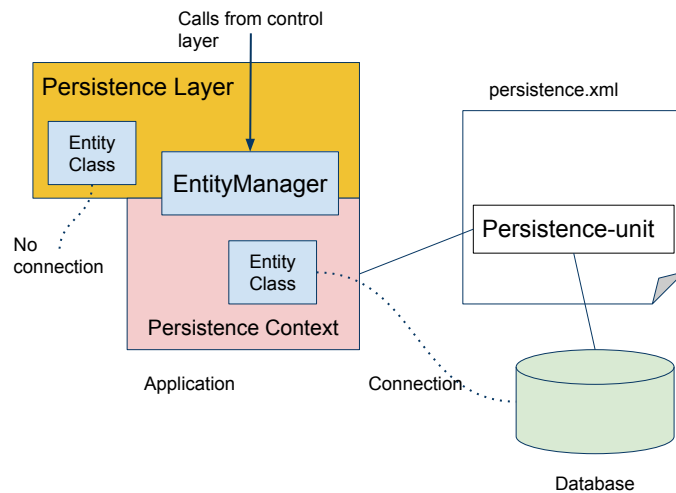 Calls from control
layer
Persistence Layer
persistence.xml
Entity
Class
EntityManager
Persistence-unit
No
connection
Entity
Class
Persistence Context
Application
Connection
Database